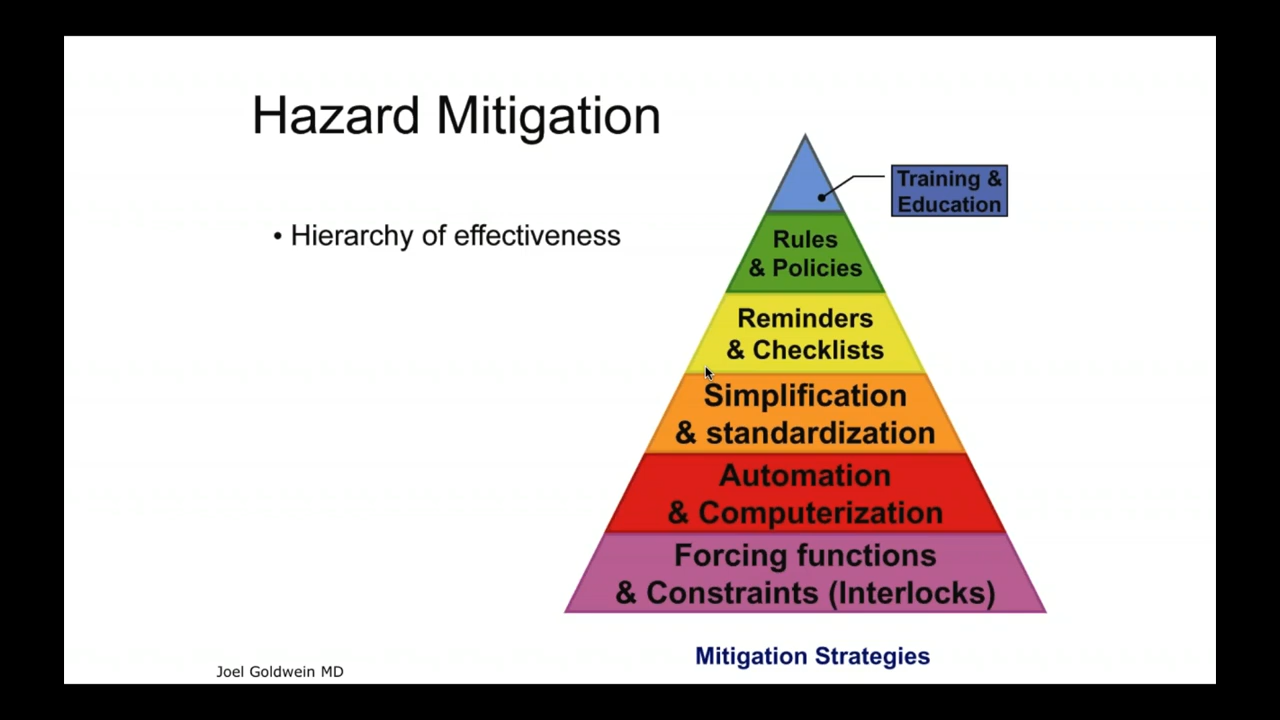 Hazard Mitigation
• Hierarchy of effectiveness
Training &
Education
Rules
& Policies
Reminders
& Checklists
Simplification
& standardization
Automation
& Computerization
Forcing functions
& Constraints (Interlocks)
Mitigation Strategies
Joel Goldwein MD